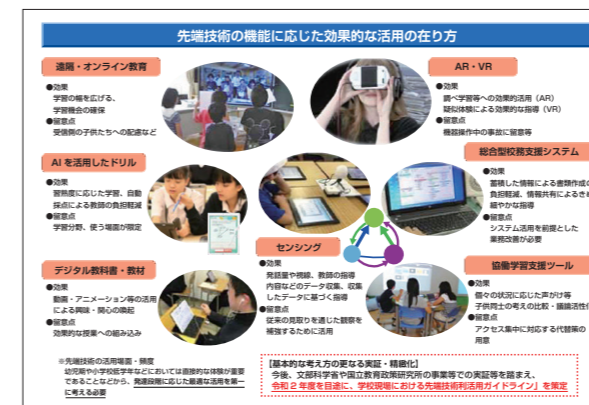 先端技術の機能に応じた効果的な活用の在り方
遠隔・オンライン教育
●効果
学習の幅を広げる、
学習機会の確保
●留意点
受信側の子供たちへの配慮など
AR・VR
●効果
調べ学習等への効果的活用（AR）
疑似体験による効果的な指導（VR）
●留意点
機器操作中の事故に留意等
AI を活用したドリル
●効果
習熟度に応じた学習、自動
採点による教師の負担軽減
●留意点
学習分野、使う場面が限定
総合型校務支援システム
●効果
蓄積した情報による書類作成の
負担軽減、情報共有によるき
細やかな指導
●留意点
システム活用を前提とした
業務改善が必要
センシング
●効果
発話量や視線、教師の指導
内容などのデータ収集、収集
したデータに基づく指導
●留意点
従来の見取りを通じた観察を
補強するために活用
デジタル教科書・教材
●効果
動画・アニメーション等の活用
による興味・関心の喚起
●留意点
効果的な授業への組み込み
協働学習支援ツール
●効果
個々の状況に応じた声がけ等
子供同士の考えの比較・議論活性化
●留意点
アクセス集中に対する代替策の
用意
※先端技術の活用場面・頻度
幼児期や小学校低学年などにおいては直接的な体験が重要
であることなどから、発達段階に応じた最適な活用を第一
に考える必要
【基本的な考え方の更なる実証・精緻化】
今後、文部科学省や国立教育政策研究所の事業等での実証等を踏まえ、
令和２年度を目途に、学校現場における先端技術利活用ガイドライン」を策定